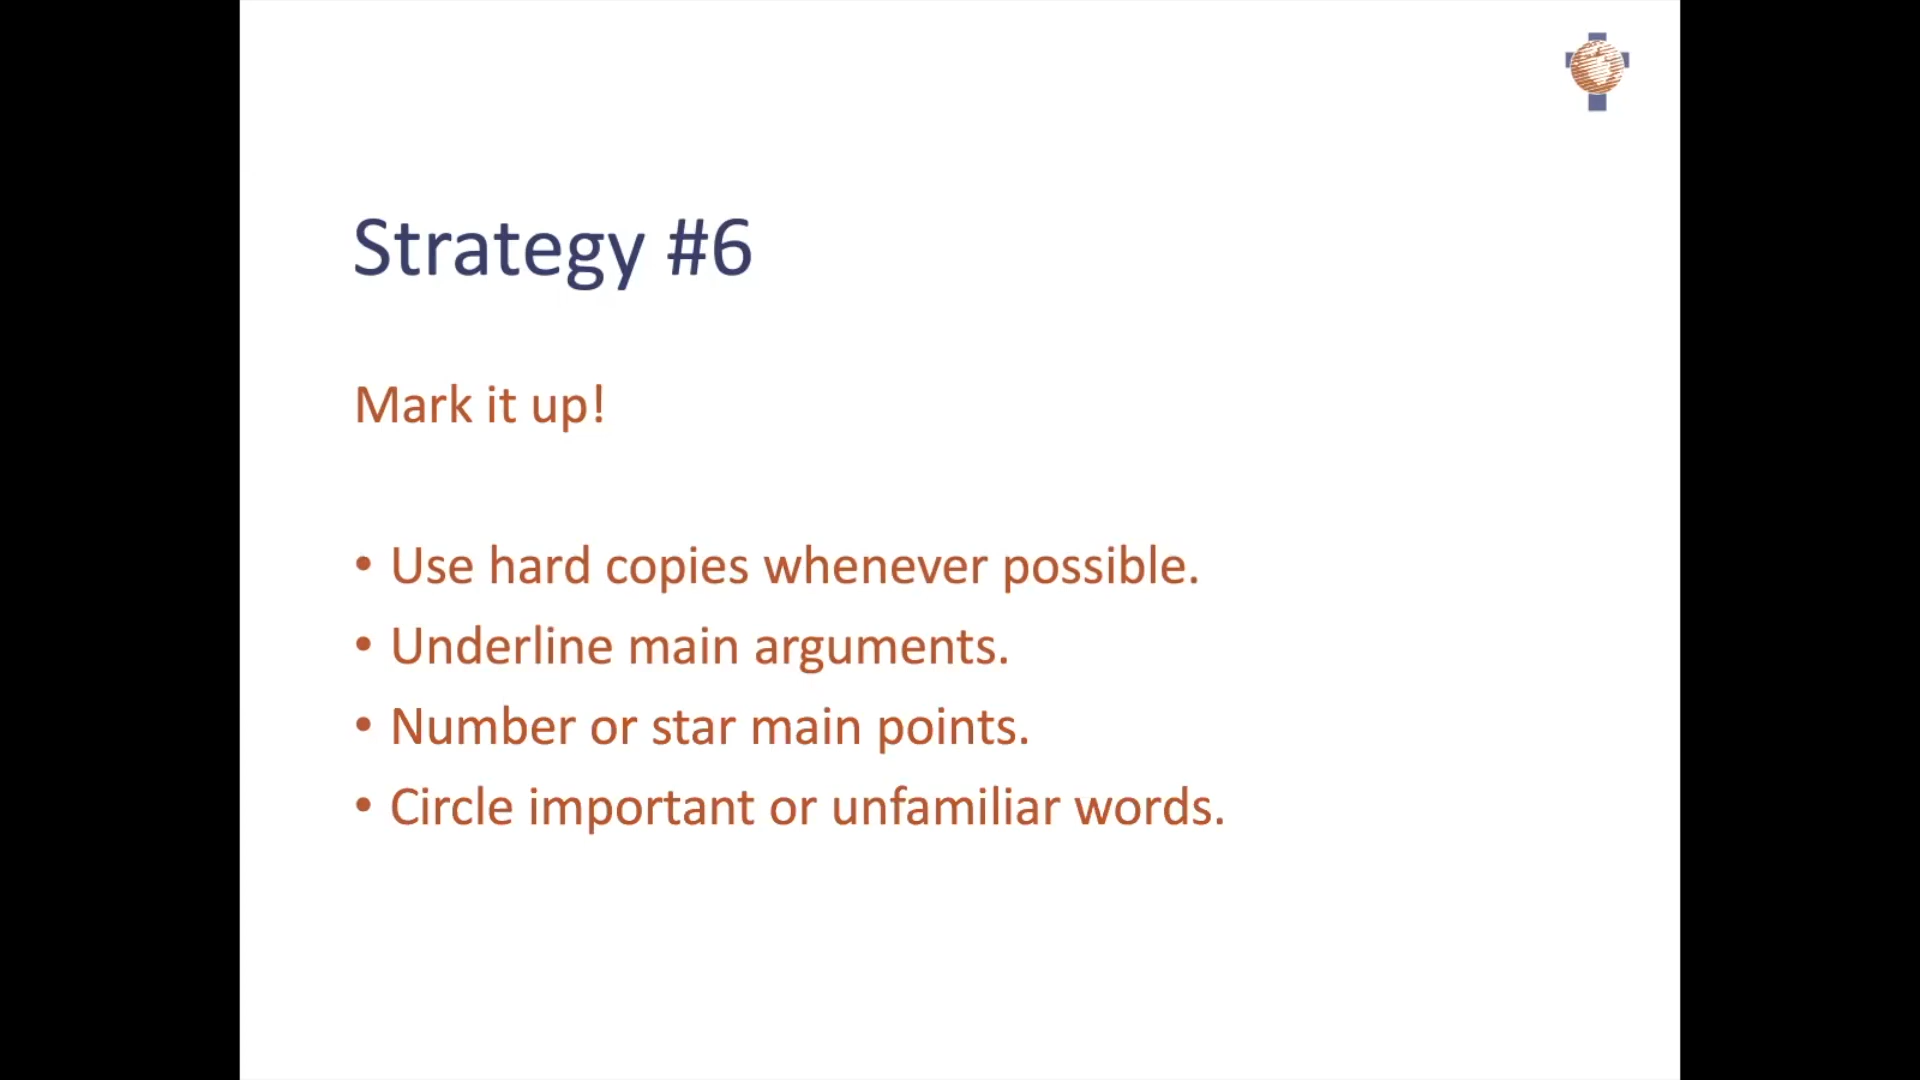 Strategy #6
Mark it up!
• Use hard copies whenever possible.
• Underline main arguments.
• Number or star main points.
• Circle important or unfamiliar words.